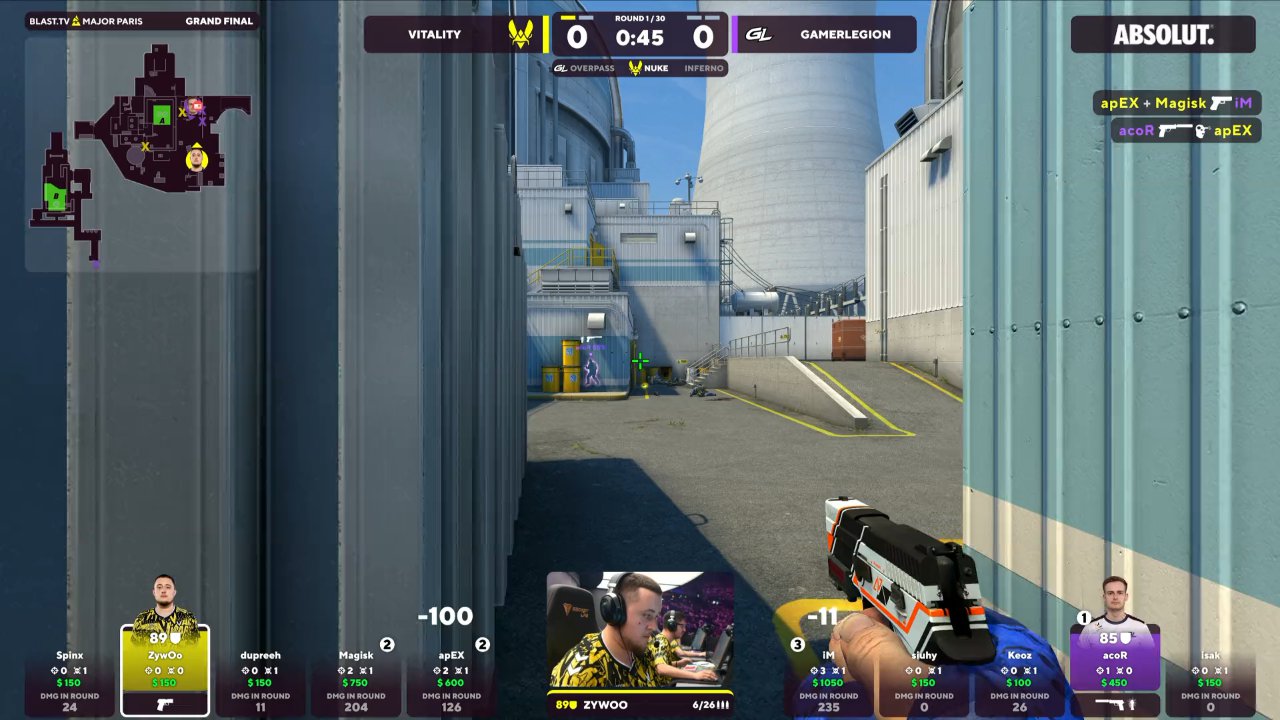 BLAST.TV MAJOR PARIS GRAND FINAL
VITALITY 0 ROUND 1 / 30 0:45 0 GL GAMERLEGION
GL OVERPASS NUKE INFERNO
ABSOLUT.
apEX + Magisk iM
acoR apEX
A
B
-100
-11
89 85
2 2 3 1
Spinx ZywOo dupreeh Magisk apEX iM siuhy Keoz acoR isak
0 1 0 0 0 1 2 1 2 1 3 1 0 1 0 1 1 0 0 1
$150 $150 $150 $750 $600 $1050 $150 $100 $450 $150
DMG IN ROUND DMG IN ROUND DMG IN ROUND DMG IN ROUND DMG IN ROUND DMG IN ROUND DMG IN ROUND DMG IN ROUND
24 11 204 126 235 0 26 0
89 ZYWOO 6/26